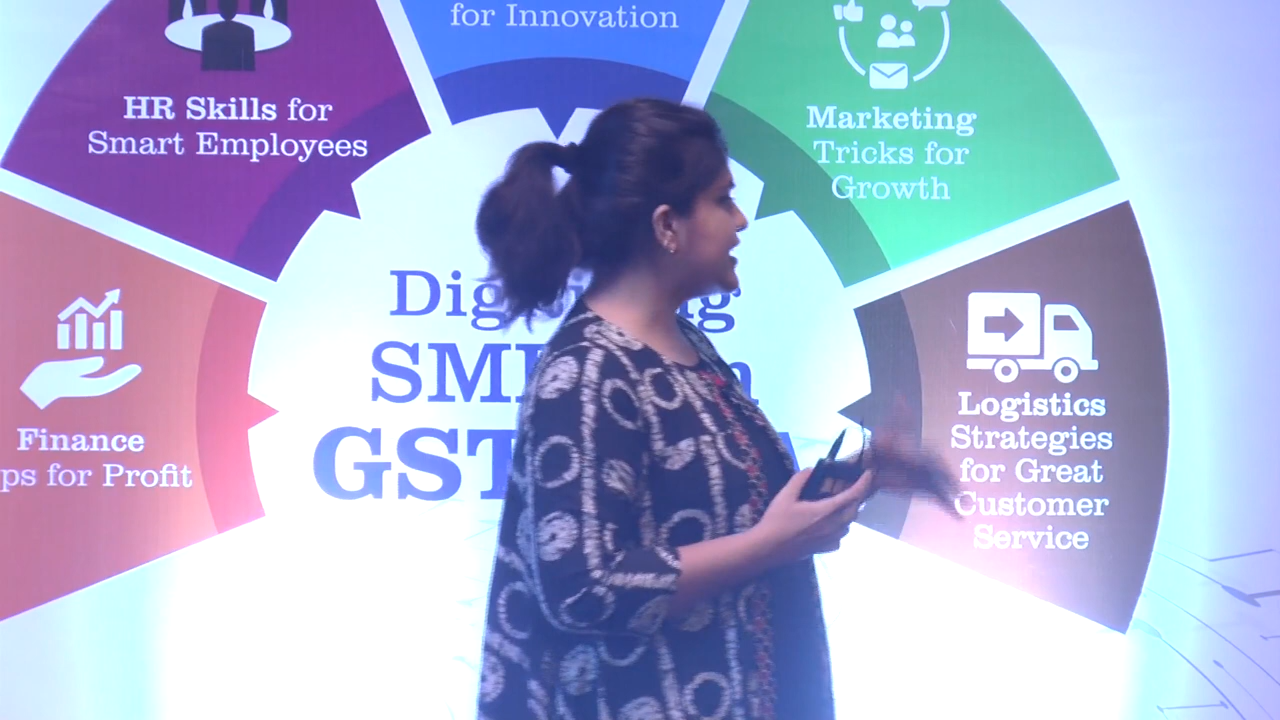 for Innovation
HR Skills for
Smart Employees
Marketing
Tricks for
Growth
Finance
ps for Profit
Logistics
Strategies
for Great
Customer
Service
GST